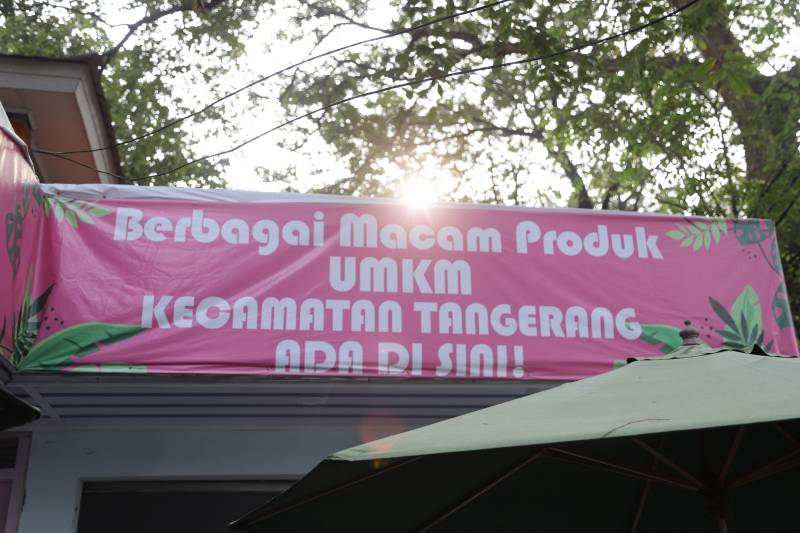 Berbagai Macam Produk
UMKM
KECAMATAN TANGERANG
ADA DI SINI!